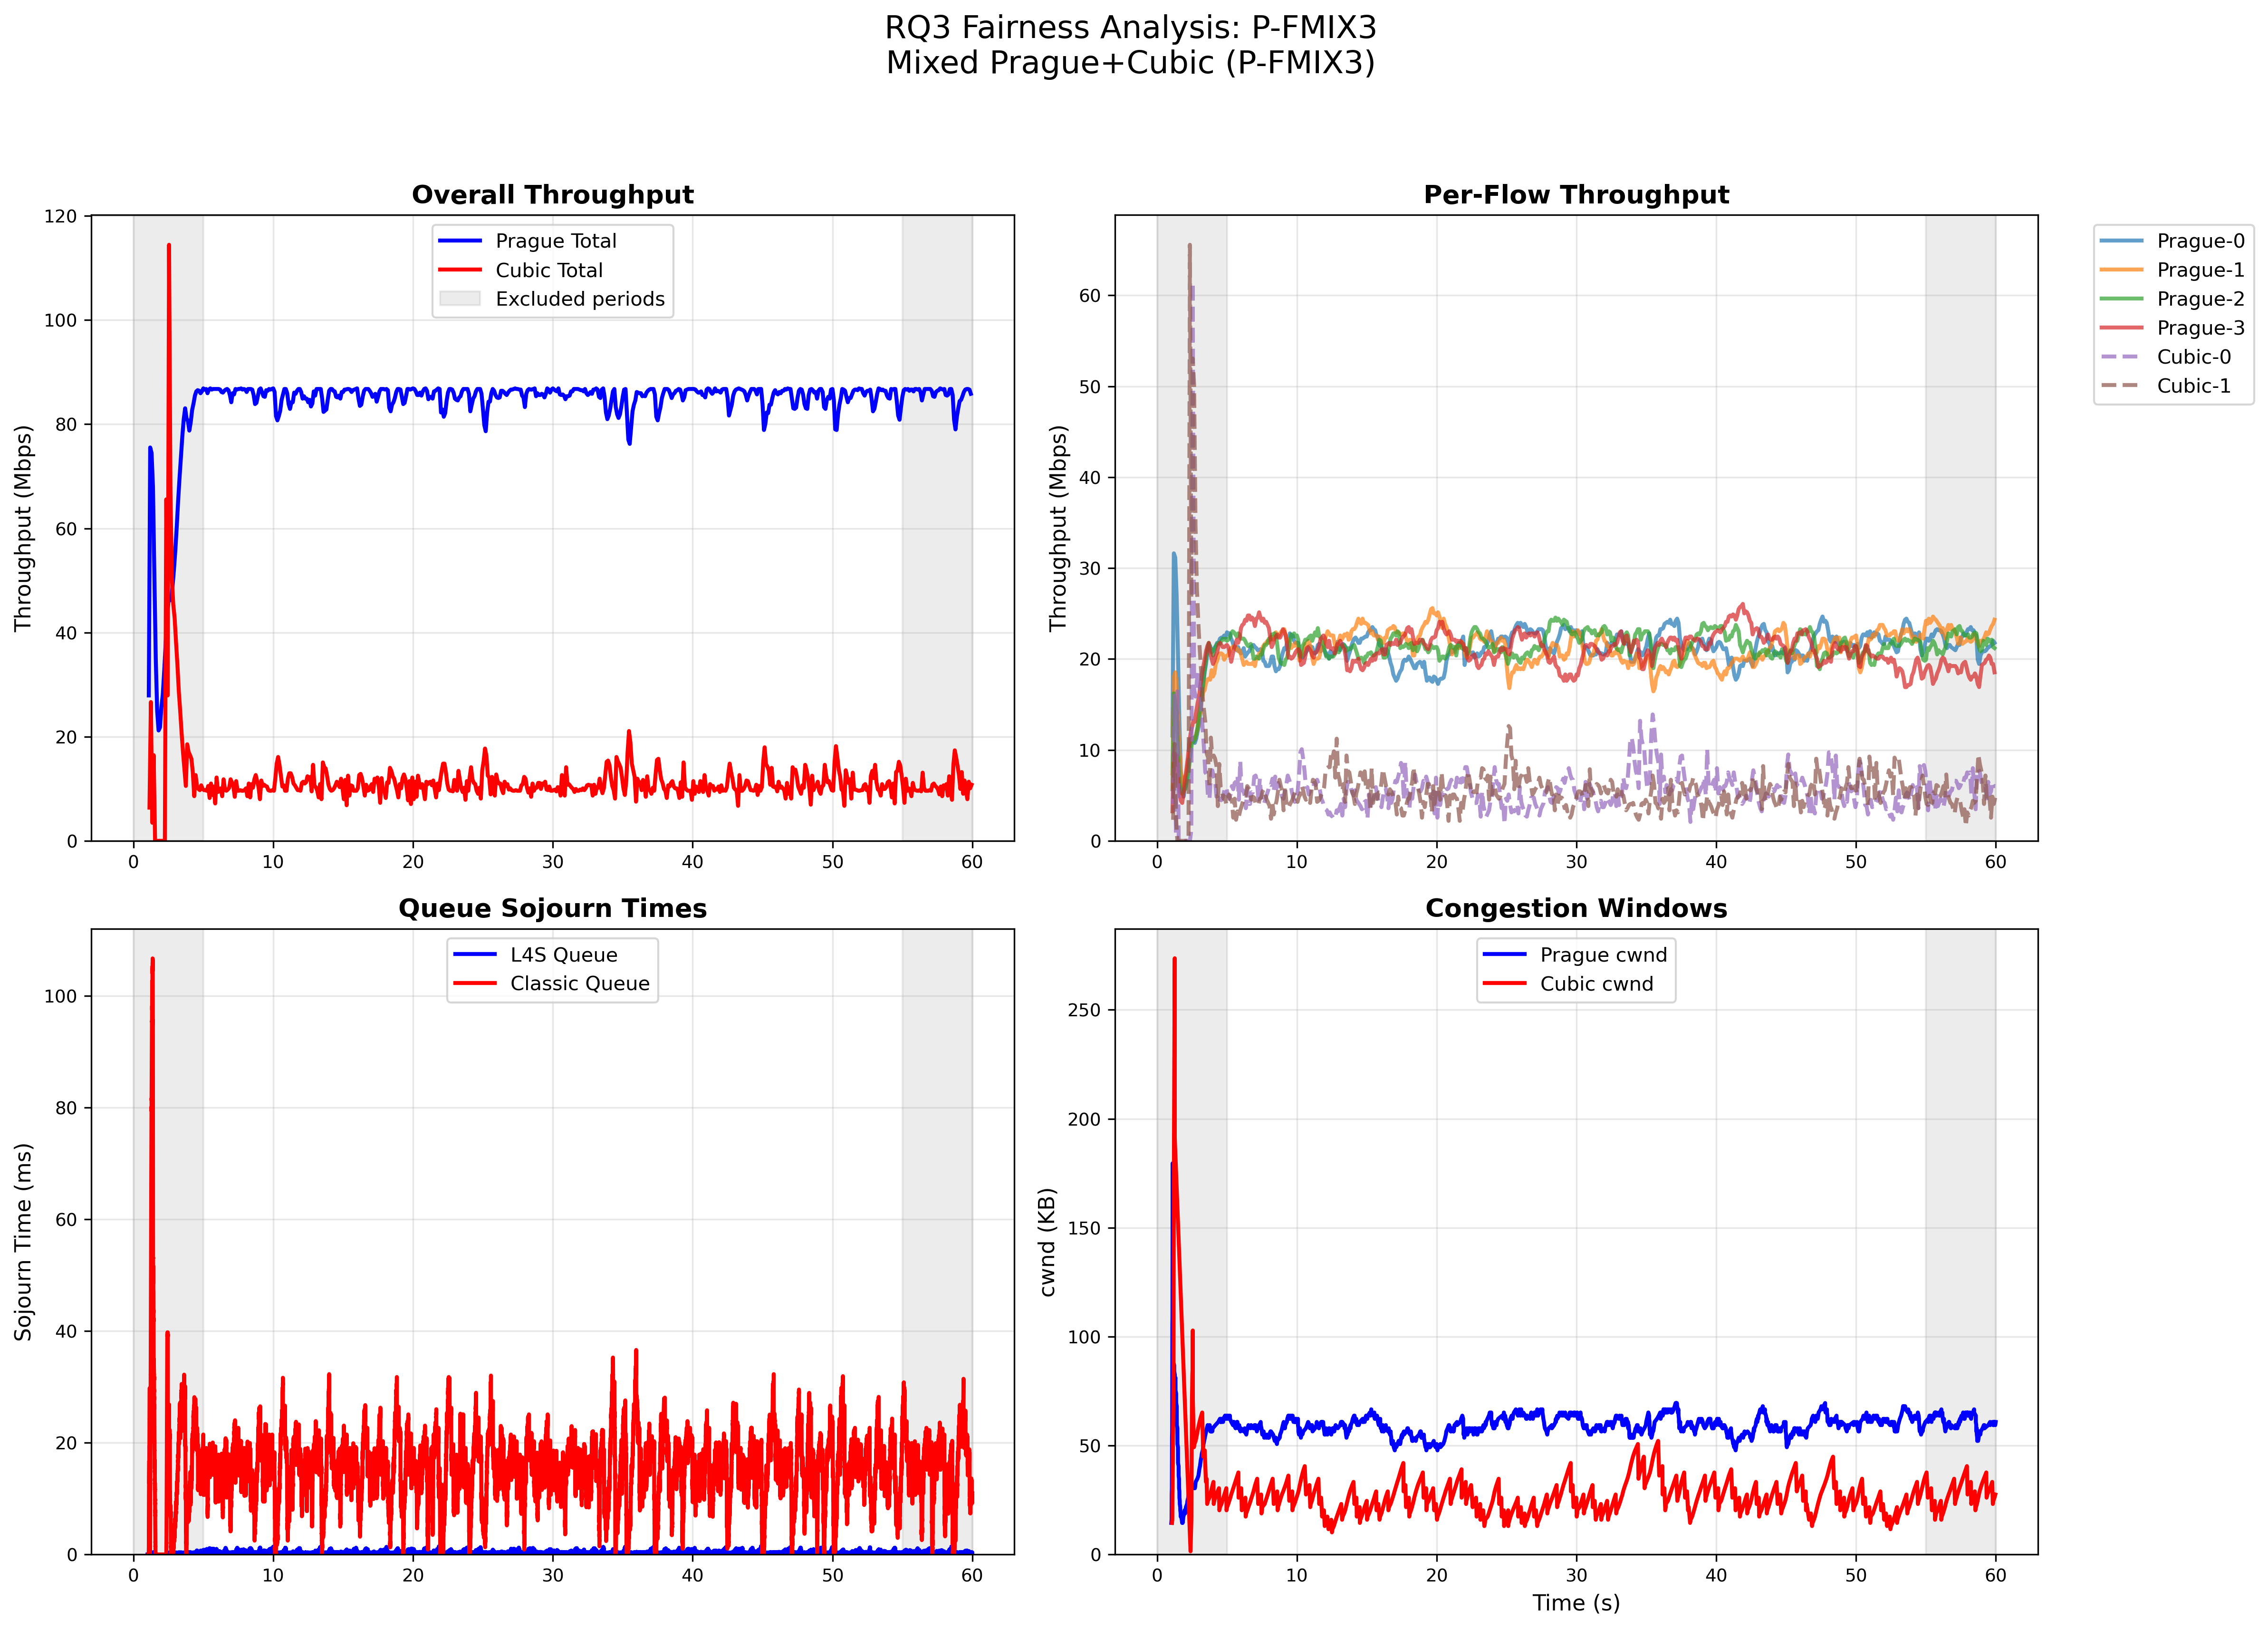 RQ3 Fairness Analysis: P-FMIX3
Mixed Prague+Cubic (P-FMIX3)
Overall Throughput
Throughput (Mbps)
120
100
80
60
40
20
0
0 10 20 30 40 50 60
Prague Total
Cubic Total
Excluded periods
Per-Flow Throughput
Throughput (Mbps)
60
50
40
30
20
10
0
0 10 20 30 40 50 60
Prague-0
Prague-1
Prague-2
Prague-3
Cubic-0
Cubic-1
Queue Sojourn Times
Sojourn Time (ms)
100
80
60
40
20
0
0 10 20 30 40 50 60
L4S Queue
Classic Queue
Congestion Windows
cwnd (KB)
250
200
150
100
50
0
0 10 20 30 40 50 60
Time (s)
Prague cwnd
Cubic cwnd